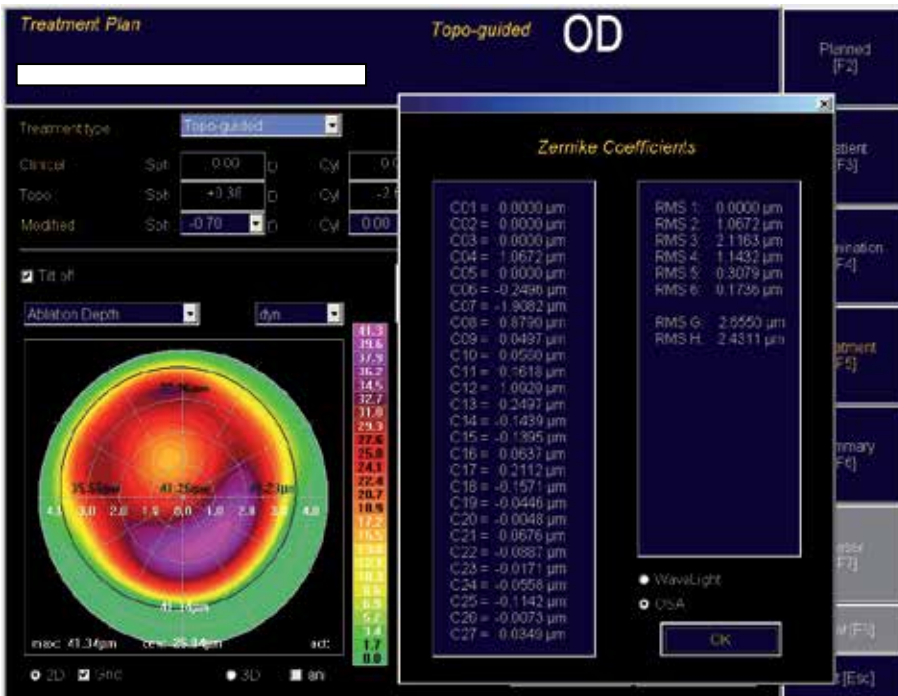 Treatment Plan
Topo-guided OD
Planned
[F2]
Treatment type Topo-guided
Clinical Sph 0.00 D Cyl
Topo Sph D Cyl
Modified Sph -0.70 D Cyl 0.00
Tilt off
Ablation Depth dyn
41.3
39.6
37.9
36.2
34.5
32.7
31.0
29.3
27.6
25.8
24.1
22.4
20.7
18.9
17.2
15.5
5.2
3.4
1.7
0.0
41.34µm
max: 41.34µm cen: act:
2D Grid 3D
Zernike Coefficients
C01 = 0.0000 µm
C02 = 0.0000 µm
C03 = 0.0000 µm
C04 = 1.0672 µm
C05 = 0.0000 µm
C06 = -0.2496 µm
C07 = -1.9082 µm
C08 = 0.8790 µm
C09 = 0.0497 µm
C10 = 0.0560 µm
C11 = 0.1618 µm
C12 = 1.0029 µm
C13 = 0.2497 µm
C14 = -0.1439 µm
C15 = -0.1395 µm
C16 = 0.0637 µm
C17 = 0.2112 µm
C18 = -0.1571 µm
C19 = -0.0446 µm
C20 = -0.0048 µm
C21 = 0.0676 µm
C22 = -0.0887 µm
C23 = -0.0171 µm
C24 = -0.0558 µm
C25 = -0.1142 µm
C26 = -0.0073 µm
C27 = 0.0349 µm
RMS 1: 0.0000 µm
RMS 2: 1.0672 µm
RMS 3: 2.1163 µm
RMS 4: 1.1432 µm
RMS 5: 0.3079 µm
RMS 6: 0.1736 µm
RMS G: 2.6550 µm
RMS H: 2.4311 µm
WaveLight
OSA
OK
[Esc]